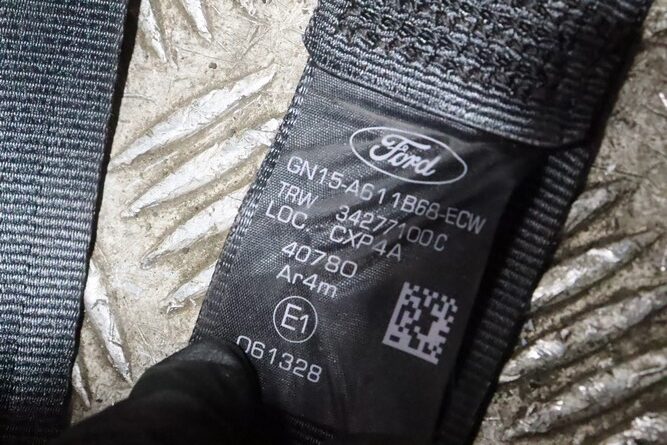 Ford
GN15-A611B68-ECW
TRW 34277100C
LOC. CXP4A
40780
Ar4m
E1
061328